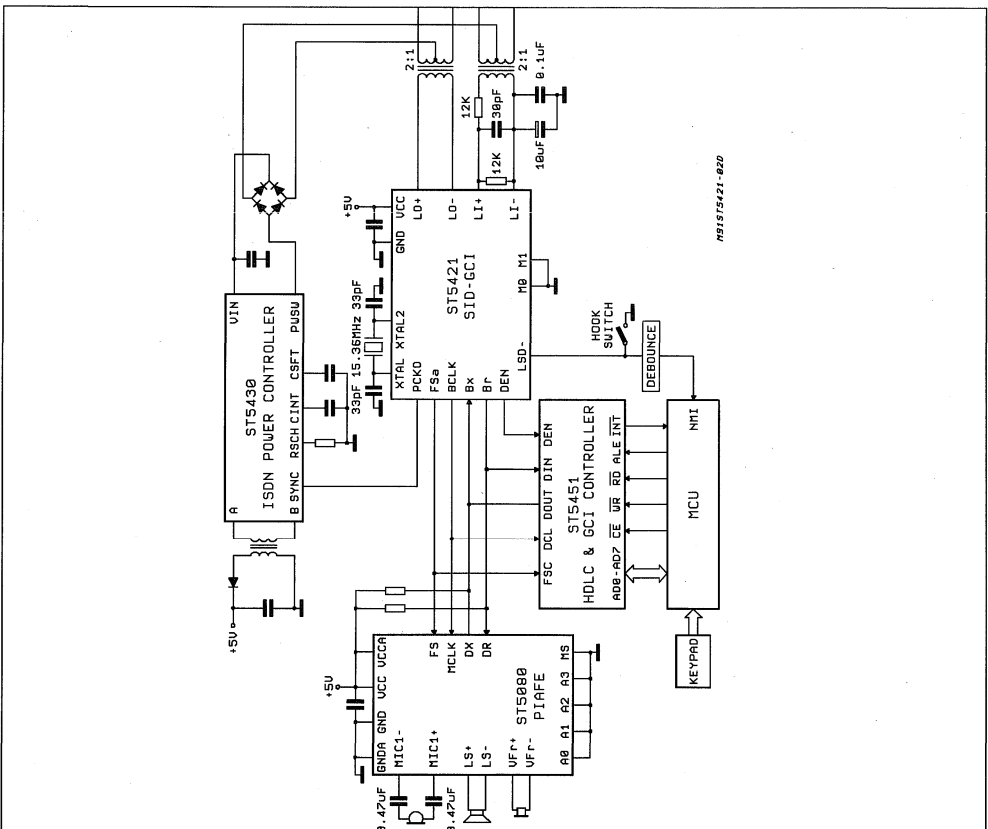 2:1
2:1
0.1uF
12K
30pF
12K
10uF
M91ST5421-02D
+5V
VCC
LO+
LO-
LI+
LI-
GND
ST5421
SID-GCI
M0
M1
33pF
15.36MHz
33pF
XTAL
XTAL2
PCKO
FSa
BCLK
Bx
Br
DEN
LSD-
HOOK
SWITCH
DEBOUNCE
VIN
PWSW
ST5430
ISDN POWER CONTROLLER
A
B
SYNC
RSCH
CINT
CSFT
+5V
FSC
DCL
DOUT
DIN
DEN
ST5451
HDLC & GCI CONTROLLER
AD0-AD7
CE
WR
RD
ALE
INT
NMI
MCU
KEYPAD
+5V
GNDA
GND
VCC
VCCA
FS
MCLK
DX
DR
MIC1-
MIC1+
LS+
LS-
VFr+
VFr-
ST5080
PIAFE
A0
A1
A2
A3
MS
.47uF
.47uF